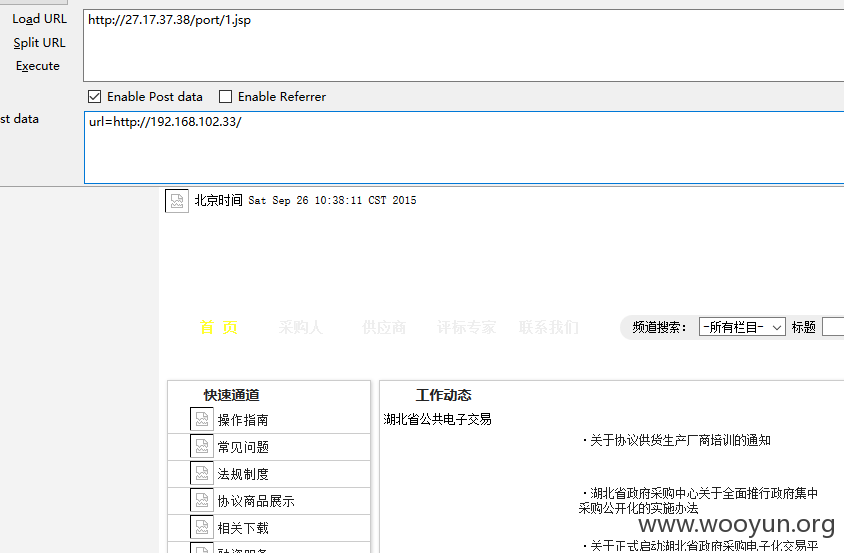 Load URL
http://27.17.37.38/port/1.jsp
Split URL
Execute
Enable Post data
Enable Referrer
st data
url=http://192.168.102.33/
北京时间 Sat Sep 26 10:38:11 CST 2015
首 页 采购人 供应商 评标专家 联系我们 频道搜索： -所有栏目- 标题
快速通道
操作指南
常见问题
法规制度
协议商品展示
相关下载
融资服务
工作动态
湖北省公共电子交易
·关于协议供货生产厂商培训的通知
·湖北省政府采购中心关于全面推行政府集中
采购公开化的实施办法
·关于正式启动湖北省政府采购电子化交易平
www.wooyun.org